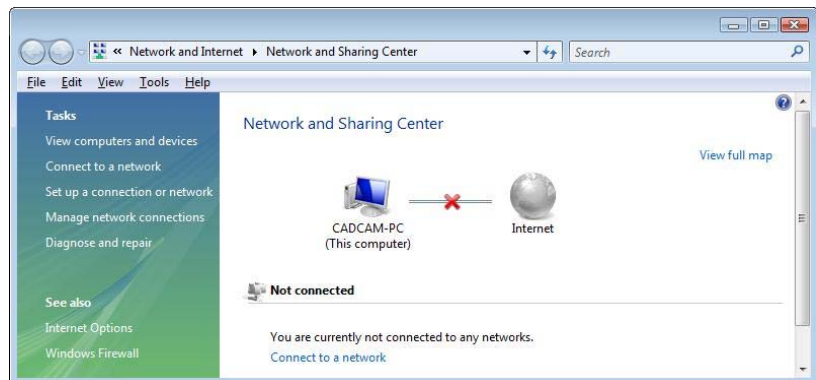 « Network and Internet ▸ Network and Sharing Center
Search
File Edit View Tools Help
Tasks
View computers and devices
Connect to a network
Set up a connection or network
Manage network connections
Diagnose and repair
See also
Internet Options
Windows Firewall
Network and Sharing Center
View full map
CADCAM-PC
(This computer)
Internet
Not connected
You are currently not connected to any networks.
Connect to a network